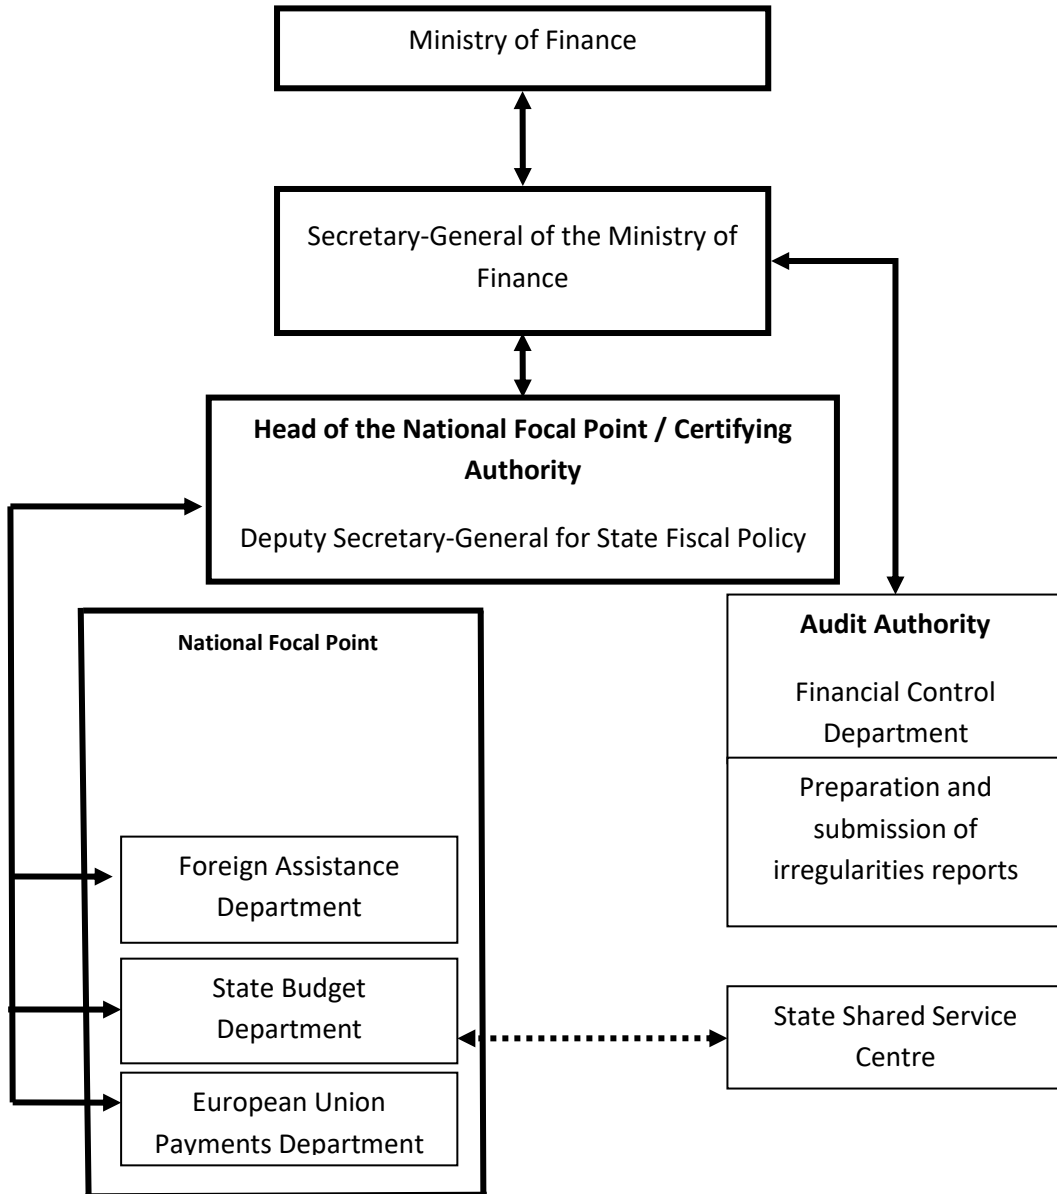 Ministry of Finance
Secretary-General of the Ministry of
Finance
Head of the National Focal Point / Certifying
Authority
Deputy Secretary-General for State Fiscal Policy
National Focal Point
Foreign Assistance
Department
State Budget
Department
European Union
Payments Department
Audit Authority
Financial Control
Department
Preparation and
submission of
irregularities reports
State Shared Service
Centre